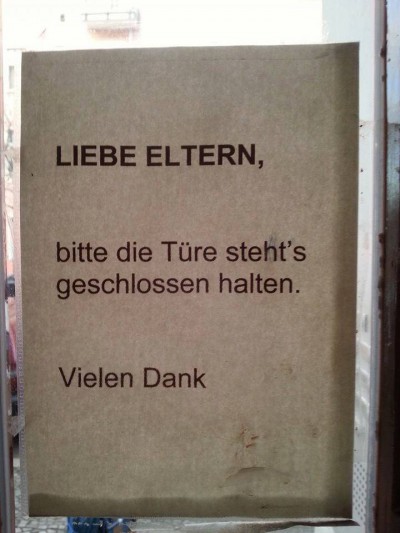 LIEBE ELTERN,
bitte die Türe steht's
geschlossen halten.
Vielen Dank